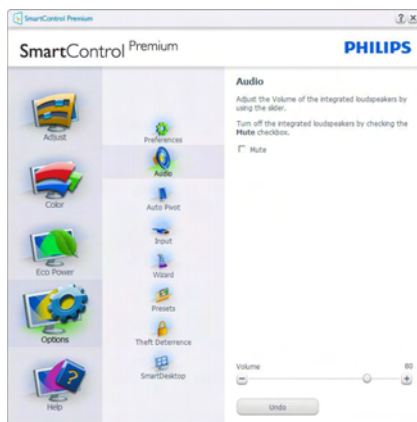 SmartControl Premium
SmartControl Premium
PHILIPS
Adjust
Color
Eco Power
Options
Help
Preferences
Audio
Auto Pivot
Input
Wizard
Presets
Theft Deterrence
SmartDesktop
Audio
Adjust the Volume of the integrated loudspeakers by
using the slider.
Turn off the integrated loudspeakers by checking the
Mute checkbox.
Mute
Volume 80
Undo